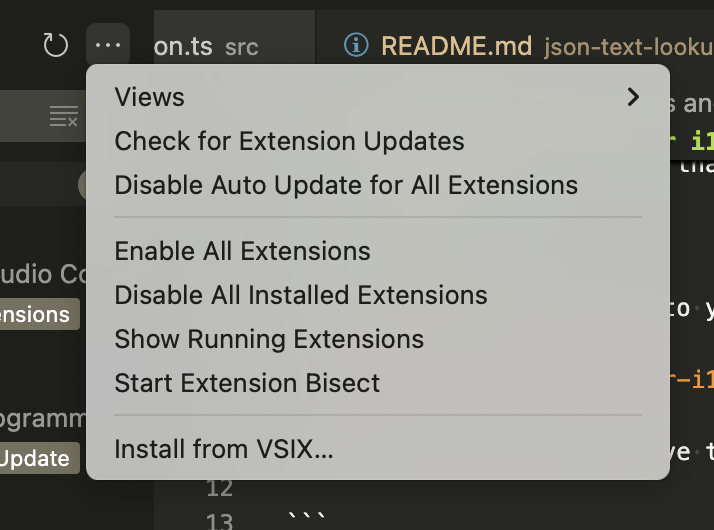 on.ts src README.md json-text-looku
Views
s an
Check for Extension Updates
r i1
Disable Auto Update for All Extensions
Enable All Extensions
udio Co
Disable All Installed Extensions
to y
ensions
Show Running Extensions
Start Extension Bisect
r-i1
ogramm
Install from VSIX...
ve t
Update
12
13 ```